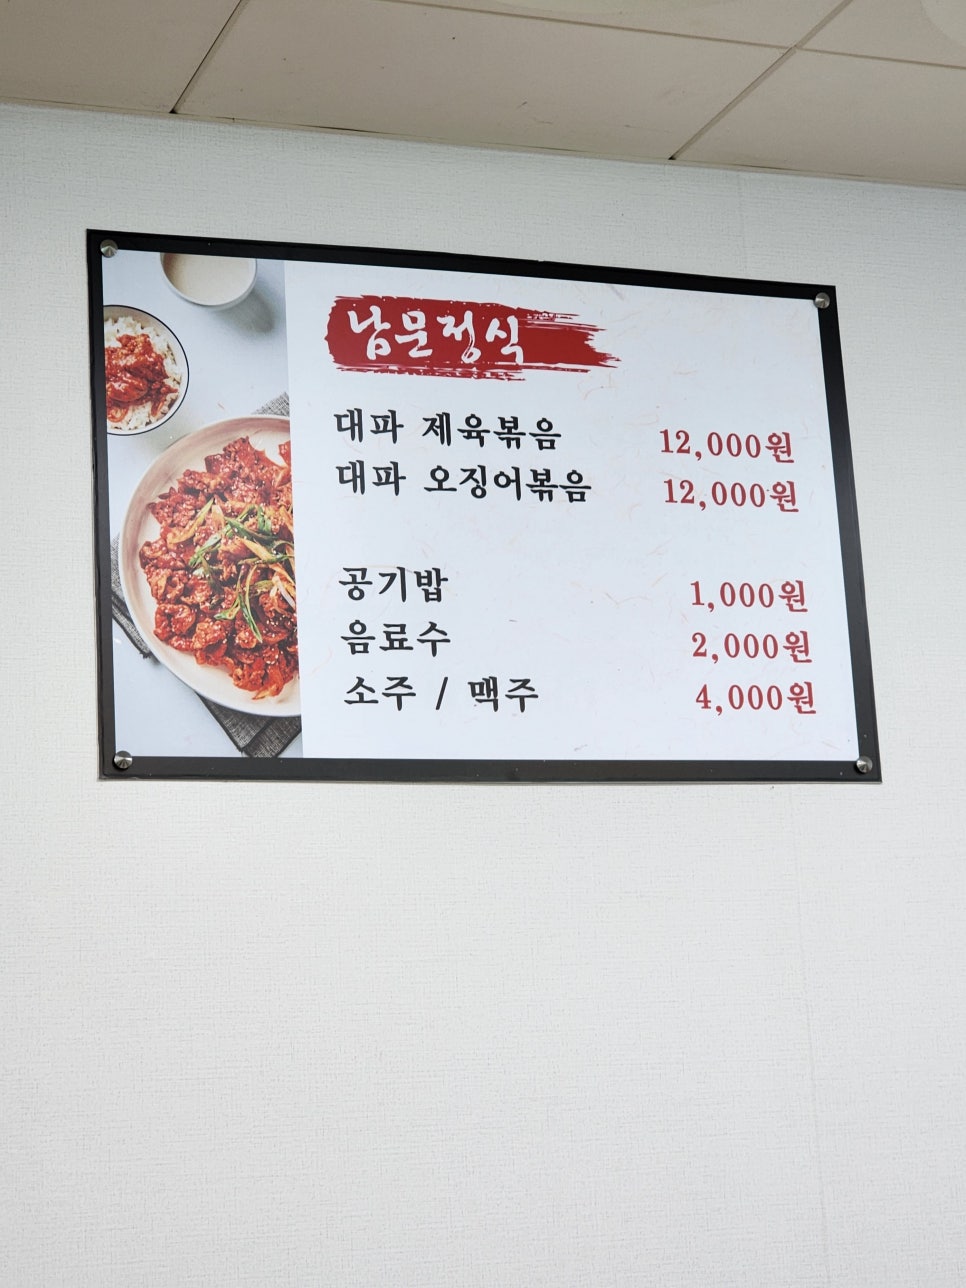 남문정식
대파 제육볶음 12,000원
대파 오징어볶음 12,000원
공기밥 1,000원
음료수 2,000원
소주 / 맥주 4,000원